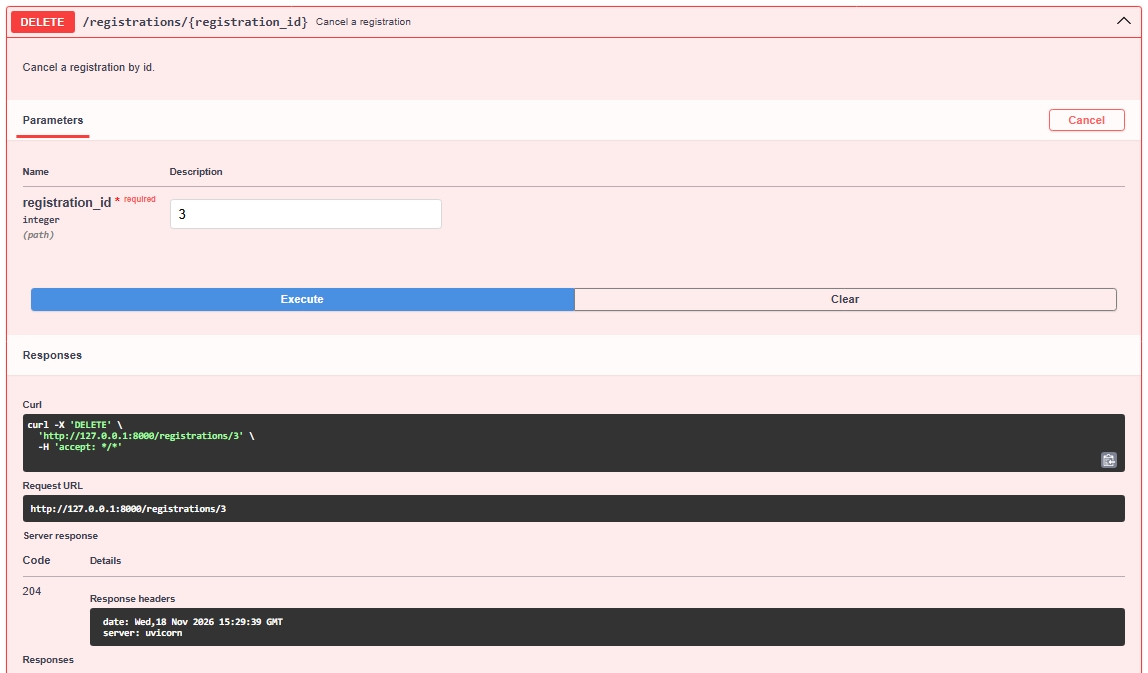 DELETE /registrations/{registration_id} Cancel a registration
Cancel a registration by id.
Parameters
Cancel
Name Description
registration_id * required
integer
(path)
3
Execute Clear
Responses
Curl
curl -X 'DELETE' \
'http://127.0.0.1:8000/registrations/3' \
-H 'accept: */*'
Request URL
http://127.0.0.1:8000/registrations/3
Server response
Code Details
204
Response headers
date: Wed,18 Nov 2026 15:29:39 GMT
server: uvicorn
Responses